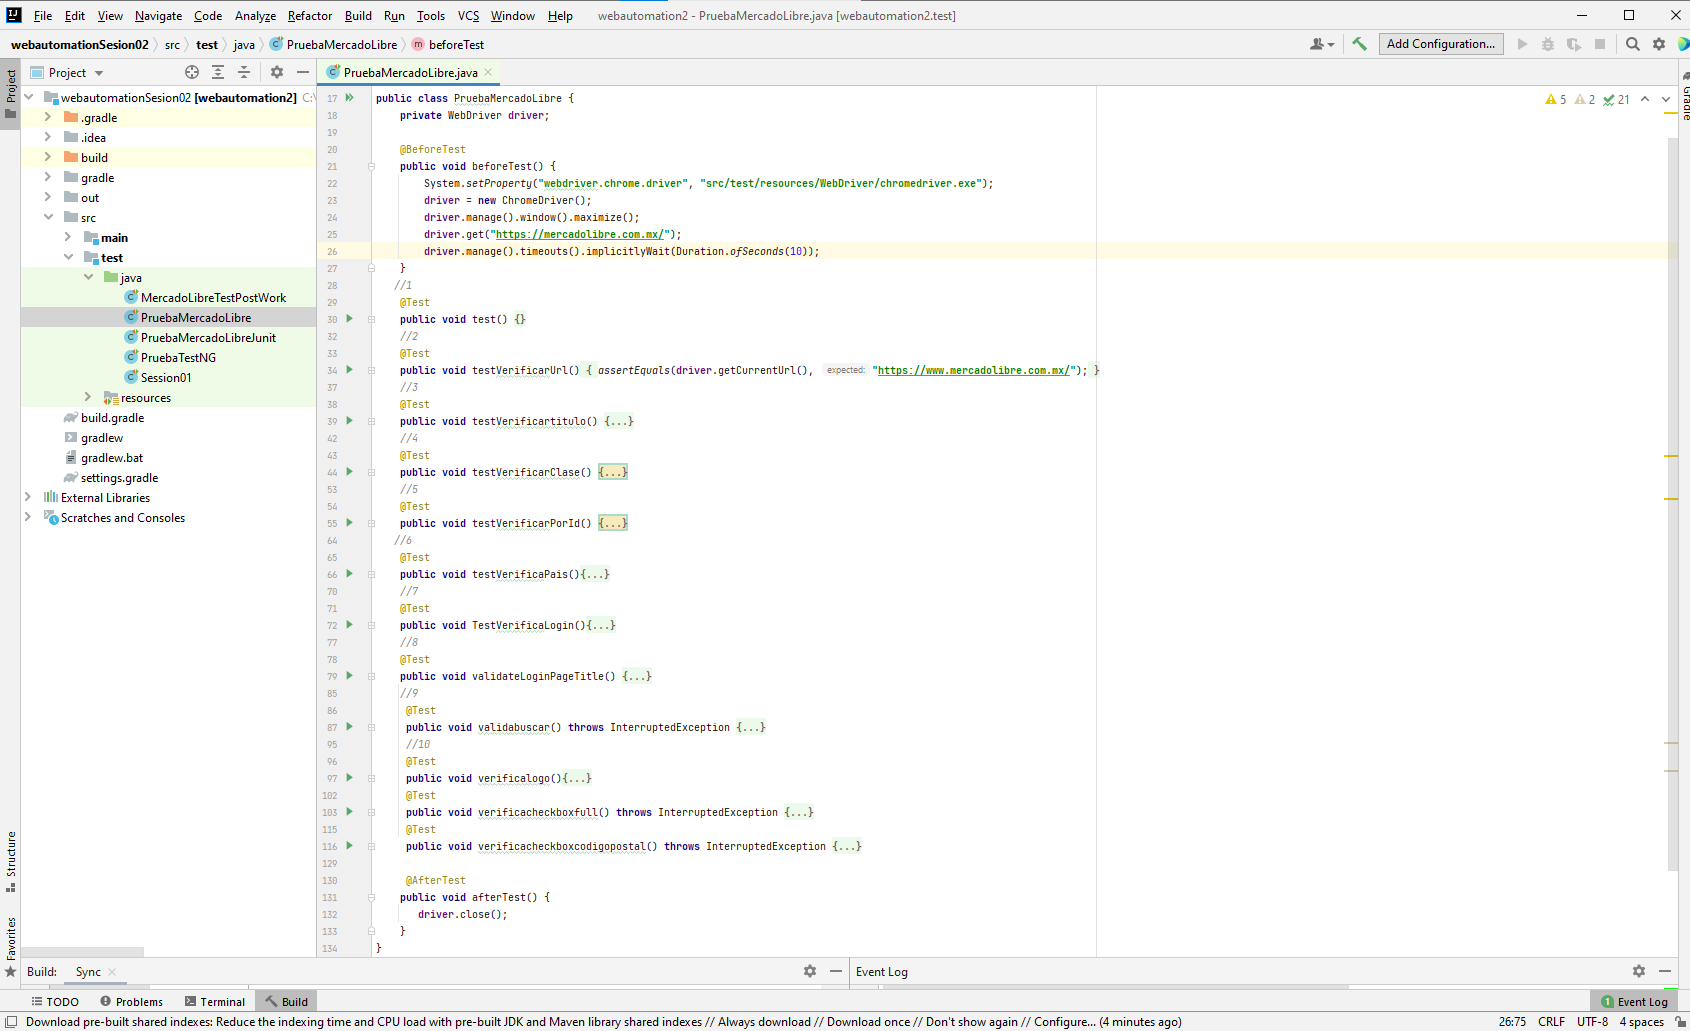 File Edit View Navigate Code Analyze Refactor Build Run Tools VCS Window Help webautomation2 - PruebaMercadoLibre.java [webautomation2.test]
webautomationSesion02 src test java PruebaMercadoLibre beforeTest Add Configuration...
Project PruebaMercadoLibre.java
Project
Structure
Favorites
webautomationSesion02 [webautomation2] C:\
.gradle
.idea
build
gradle
out
src
main
test
java
MercadoLibreTestPostWork
PruebaMercadoLibre
PruebaMercadoLibreJunit
PruebaTestNG
Session01
resources
build.gradle
gradlew
gradlew.bat
settings.gradle
External Libraries
Scratches and Consoles
5 2 21
Gradle
17 public class PruebaMercadoLibre {
18 private WebDriver driver;
19
20 @BeforeTest
21 public void beforeTest() {
22 System.setProperty("webdriver.chrome.driver", "src/test/resources/WebDriver/chromedriver.exe");
23 driver = new ChromeDriver();
24 driver.manage().window().maximize();
25 driver.get("https://mercadolibre.com.mx/");
26 driver.manage().timeouts().implicitlyWait(Duration.ofSeconds(10));
27 }
28 //1
29 @Test
30 public void test() {}
32 //2
33 @Test
34 public void testVerificarUrl() { assertEquals(driver.getCurrentUrl(), expected: "https://www.mercadolibre.com.mx/"); }
37 //3
38 @Test
39 public void testVerificartitulo() {...}
42 //4
43 @Test
44 public void testVerificarClase() {...}
53 //5
54 @Test
55 public void testVerificarPorId() {...}
64 //6
65 @Test
66 public void testVerificaPais(){...}
70 //7
71 @Test
72 public void TestVerificaLogin(){...}
77 //8
78 @Test
79 public void validateLoginPageTitle() {...}
85 //9
86 @Test
87 public void validabuscar() throws InterruptedException {...}
95 //10
96 @Test
97 public void verificalogo(){...}
102 @Test
103 public void verificacheckboxfull() throws InterruptedException {...}
115 @Test
116 public void verificacheckboxcodigopostal() throws InterruptedException {...}
129
130 @AfterTest
131 public void afterTest() {
132 driver.close();
133 }
134 }
Build: Sync Event Log
TODO Problems Terminal Build 1 Event Log
Download pre-built shared indexes: Reduce the indexing time and CPU load with pre-built JDK and Maven library shared indexes // Always download // Download once // Don't show again // Configure... (4 minutes ago) 26:75 CRLF UTF-8 4 spaces